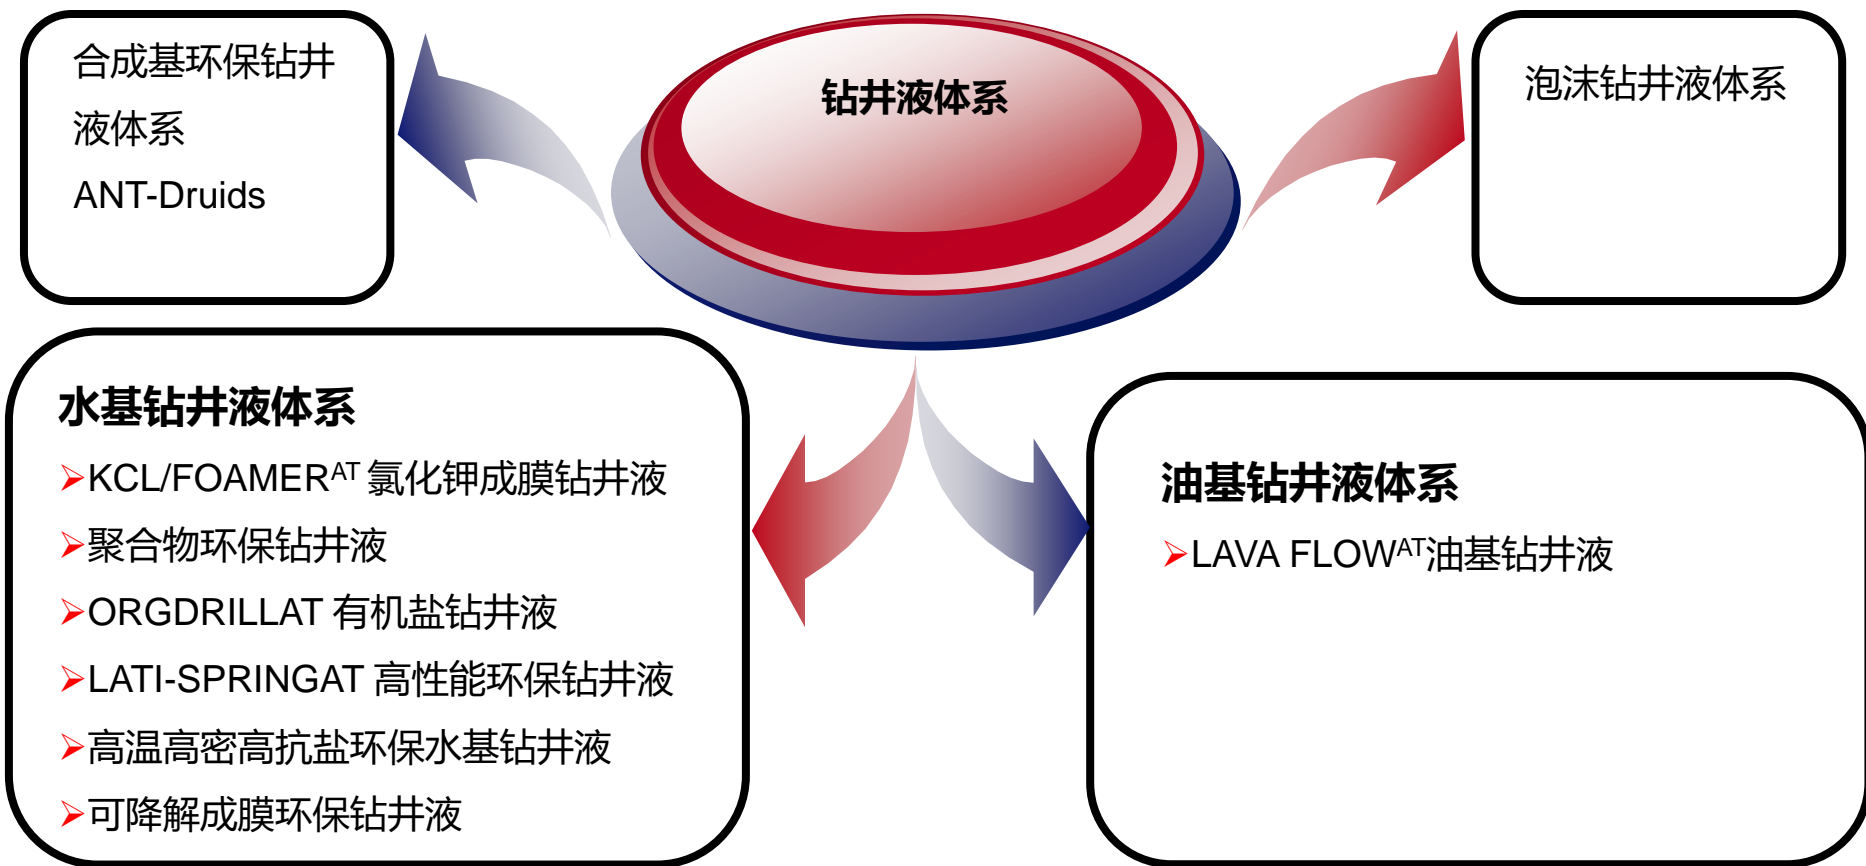 合成基环保钻井
液体系
ANT-Druids
钻井液体系
泡沫钻井液体系
水基钻井液体系
➢KCL/FOAMERᴬᵀ 氯化钾成膜钻井液
➢聚合物环保钻井液
➢ORGDRILLAT 有机盐钻井液
➢LATI-SPRINGAT 高性能环保钻井液
➢高温高密高抗盐环保水基钻井液
➢可降解成膜环保钻井液
油基钻井液体系
➢LAVA FLOWᴬᵀ油基钻井液